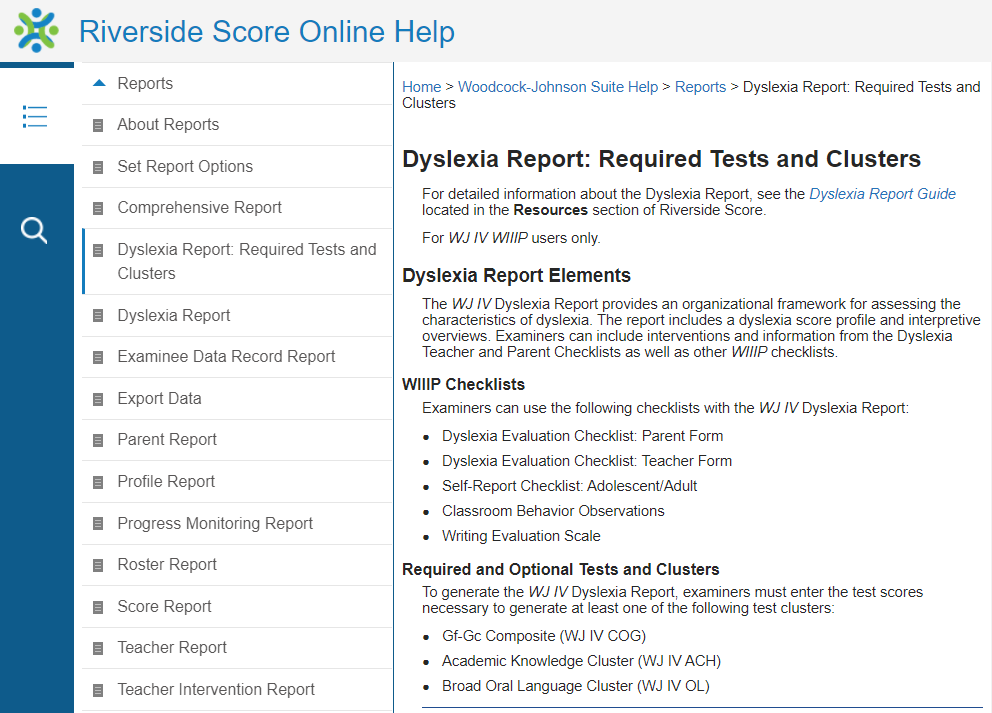 Riverside Score Online Help
Reports
About Reports
Set Report Options
Comprehensive Report
Dyslexia Report: Required Tests and
Clusters
Dyslexia Report
Examinee Data Record Report
Export Data
Parent Report
Profile Report
Progress Monitoring Report
Roster Report
Score Report
Teacher Report
Teacher Intervention Report
Home > Woodcock-Johnson Suite Help > Reports > Dyslexia Report: Required Tests and
Clusters
Dyslexia Report: Required Tests and Clusters
For detailed information about the Dyslexia Report, see the Dyslexia Report Guide
located in the Resources section of Riverside Score.
For WJ IV WIIIP users only.
Dyslexia Report Elements
The WJ IV Dyslexia Report provides an organizational framework for assessing the
characteristics of dyslexia. The report includes a dyslexia score profile and interpretive
overviews. Examiners can include interventions and information from the Dyslexia
Teacher and Parent Checklists as well as other WIIIP checklists.
WIIIP Checklists
Examiners can use the following checklists with the WJ IV Dyslexia Report:
• Dyslexia Evaluation Checklist: Parent Form
• Dyslexia Evaluation Checklist: Teacher Form
• Self-Report Checklist: Adolescent/Adult
• Classroom Behavior Observations
• Writing Evaluation Scale
Required and Optional Tests and Clusters
To generate the WJ IV Dyslexia Report, examiners must enter the test scores
necessary to generate at least one of the following test clusters:
• Gf-Gc Composite (WJ IV COG)
• Academic Knowledge Cluster (WJ IV ACH)
• Broad Oral Language Cluster (WJ IV OL)